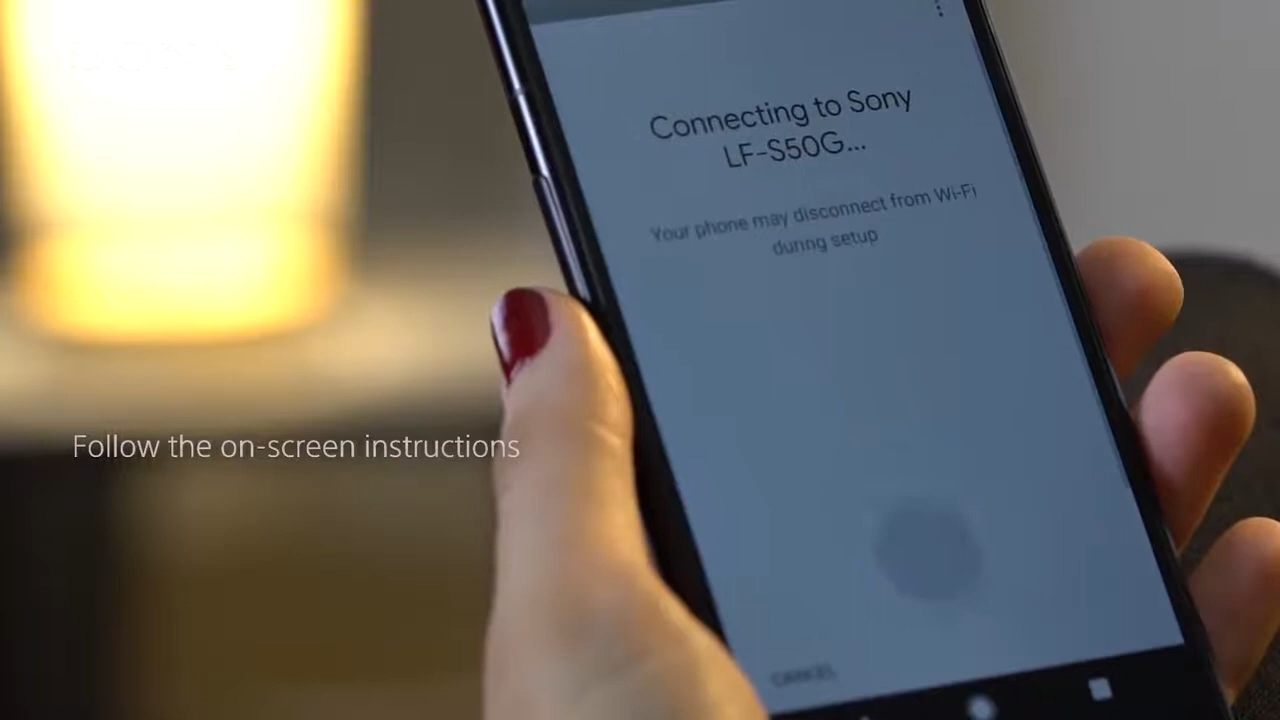 Connecting to Sony
LF-S50G...
Your phone may disconnect from Wi-Fi
during setup
Follow the on-screen instructions
CANCEL